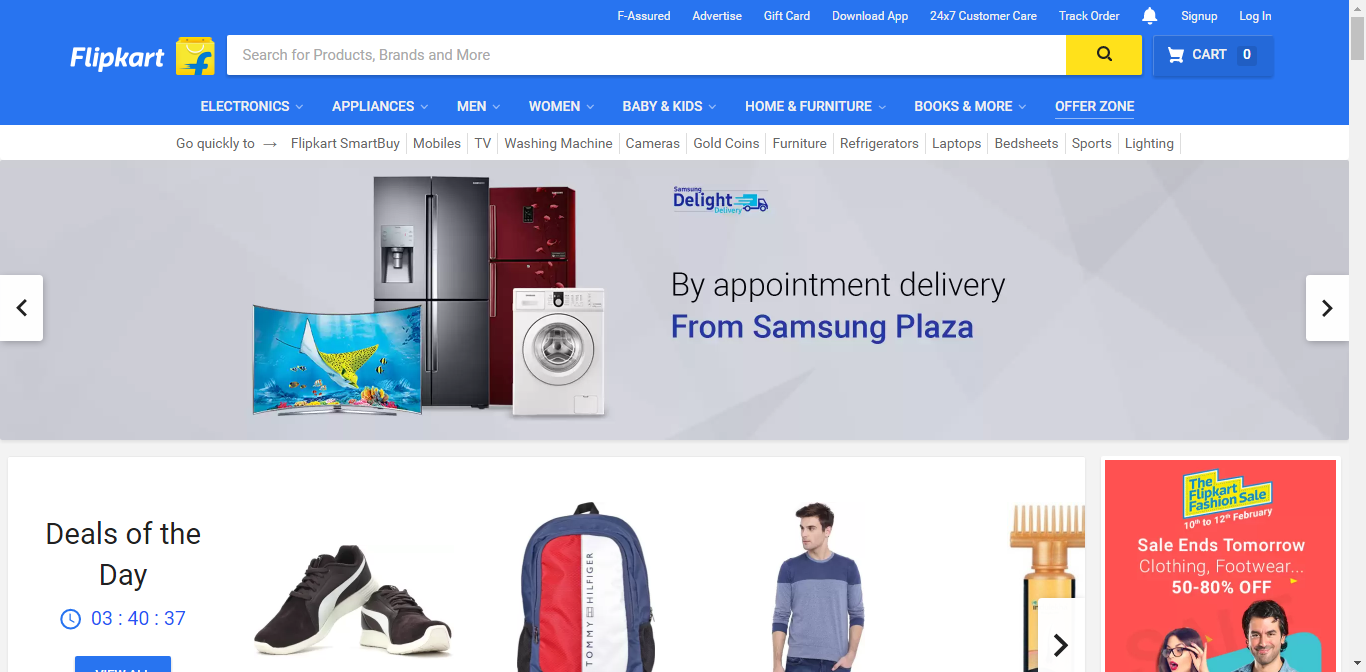 F-Assured Advertise Gift Card Download App 24x7 Customer Care Track Order Signup Log In
Flipkart
Search for Products, Brands and More
CART 0
ELECTRONICS APPLIANCES MEN WOMEN BABY & KIDS HOME & FURNITURE BOOKS & MORE OFFER ZONE
Go quickly to → Flipkart SmartBuy Mobiles TV Washing Machine Cameras Gold Coins Furniture Refrigerators Laptops Bedsheets Sports Lighting
Samsung
Delight
Delivery
By appointment delivery
From Samsung Plaza
Deals of the
Day
03 : 40 : 37
VIEW ALL
TOMMY HILFIGER
The
Flipkart
Fashion Sale
10th to 12th February
Sale Ends Tomorrow
Clothing, Footwear...
50-80% OFF